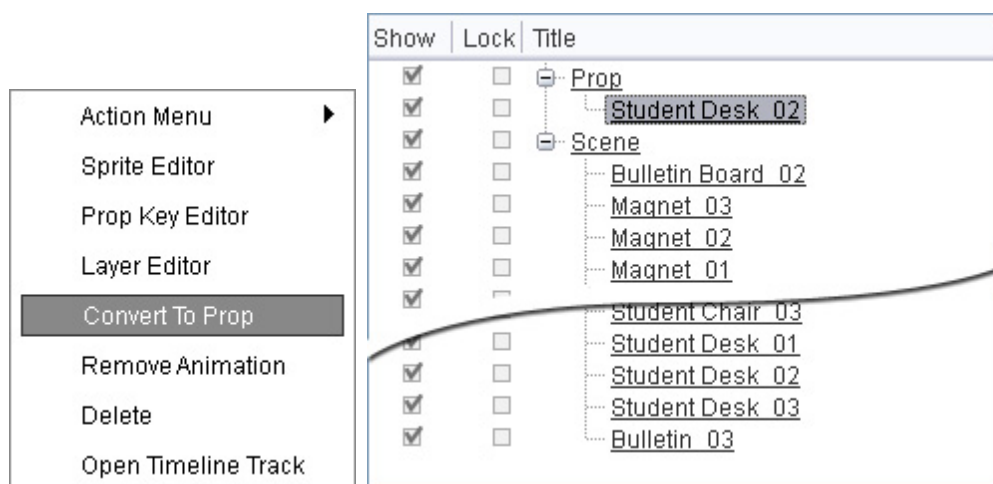 Action Menu
Sprite Editor
Prop Key Editor
Layer Editor
Convert To Prop
Remove Animation
Delete
Open Timeline Track
Show Lock Title
Prop
Student Desk_02
Scene
Bulletin Board_02
Magnet_03
Magnet_02
Magnet_01
Student Chair_03
Student Desk_01
Student Desk_02
Student Desk_03
Bulletin_03